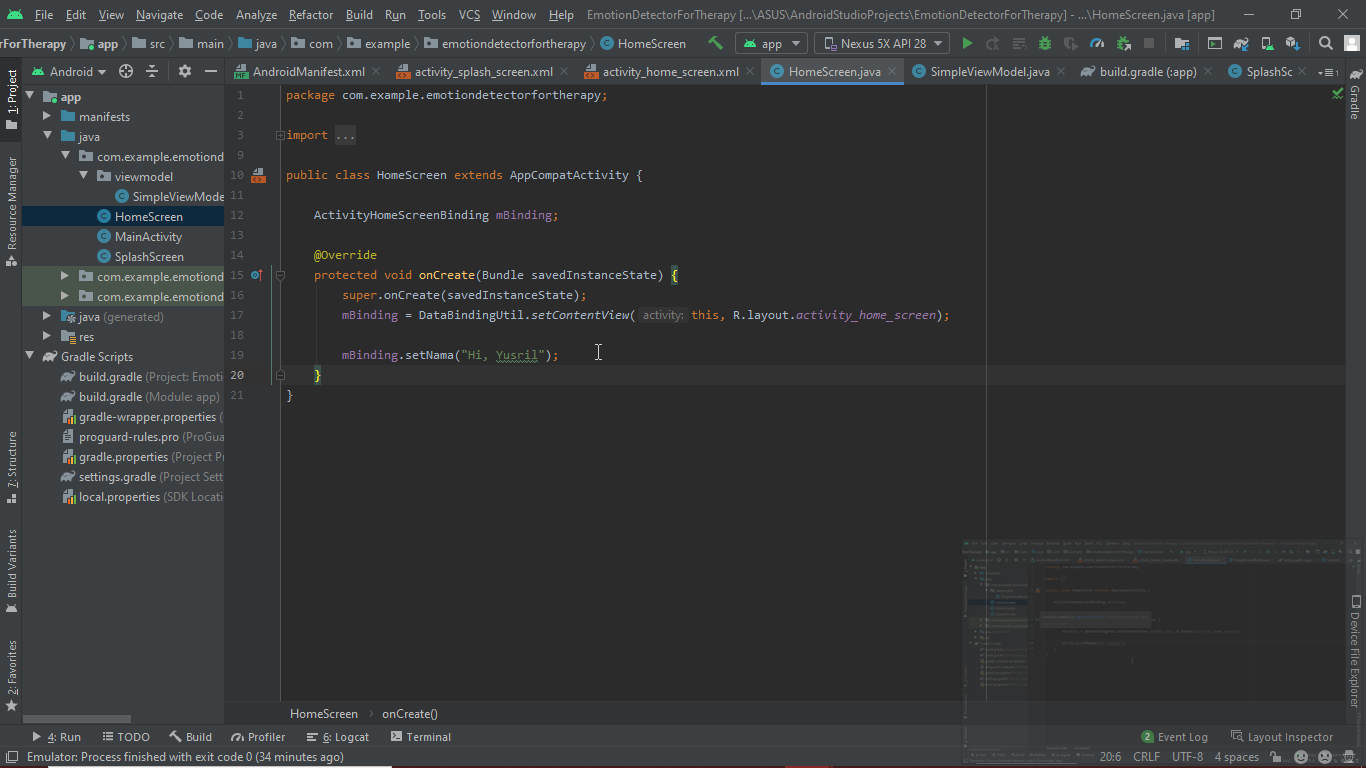 File Edit View Navigate Code Analyze Refactor Build Run Tools VCS Window Help EmotionDetectorForTherapy [...\ASUS\AndroidStudioProjects\EmotionDetectorForTherapy] - ...\HomeScreen.java [app]
rForTherapy app src main java com example emotiondetectorfortherapy HomeScreen app Nexus 5X API 28
Android AndroidManifest.xml activity_splash_screen.xml activity_home_screen.xml HomeScreen.java SimpleViewModel.java build.gradle (:app) SplashSc
1: Project
Resource Manager
7: Structure
Build Variants
2: Favorites
app
manifests
java
com.example.emotiond
viewmodel
SimpleViewMode
HomeScreen
MainActivity
SplashScreen
com.example.emotiond
com.example.emotiond
java (generated)
res
Gradle Scripts
build.gradle (Project: Emoti
build.gradle (Module: app)
gradle-wrapper.properties (
proguard-rules.pro (ProGua
gradle.properties (Project Pr
settings.gradle (Project Sett
local.properties (SDK Locati
1 package com.example.emotiondetectorfortherapy;
2
3 import ...
9
10 public class HomeScreen extends AppCompatActivity {
11
12 ActivityHomeScreenBinding mBinding;
13
14 @Override
15 protected void onCreate(Bundle savedInstanceState) {
16 super.onCreate(savedInstanceState);
17 mBinding = DataBindingUtil.setContentView( activity: this, R.layout.activity_home_screen);
18
19 mBinding.setNama("Hi, Yusril");
20 }
21 }
Gradle
Device File Explorer
HomeScreen onCreate()
4: Run TODO Build Profiler 6: Logcat Terminal 2 Event Log Layout Inspector
Emulator: Process finished with exit code 0 (34 minutes ago) 20:6 CRLF UTF-8 4 spaces